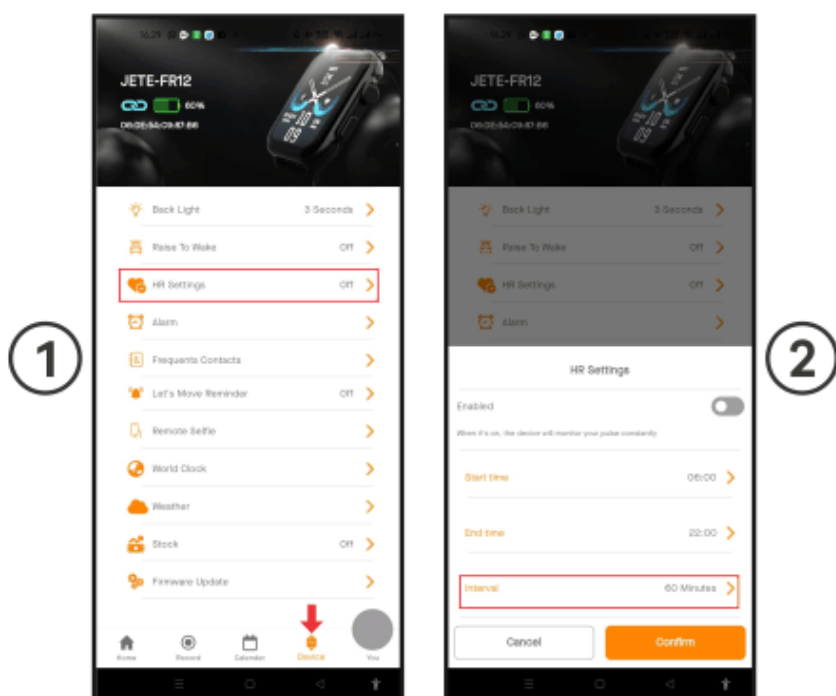 1
16.29
JETE-FR12
60%
Back Light 3 Seconds
Raise To Wake Off
HR Settings Off
Alarm
Frequents Contacts
Let's Move Reminder Off
Remote Selfie
World Clock
Weather
Stock Off
Firmware Update
Home Record Calendar Device You
2
16.29
JETE-FR12
60%
Back Light 3 Seconds
Raise To Wake Off
HR Settings Off
Alarm
HR Settings
Enabled
When it's on, the device will monitor your pulse constantly
Start time 06:00
End time 22:00
Interval 60 Minutes
Cancel Confirm